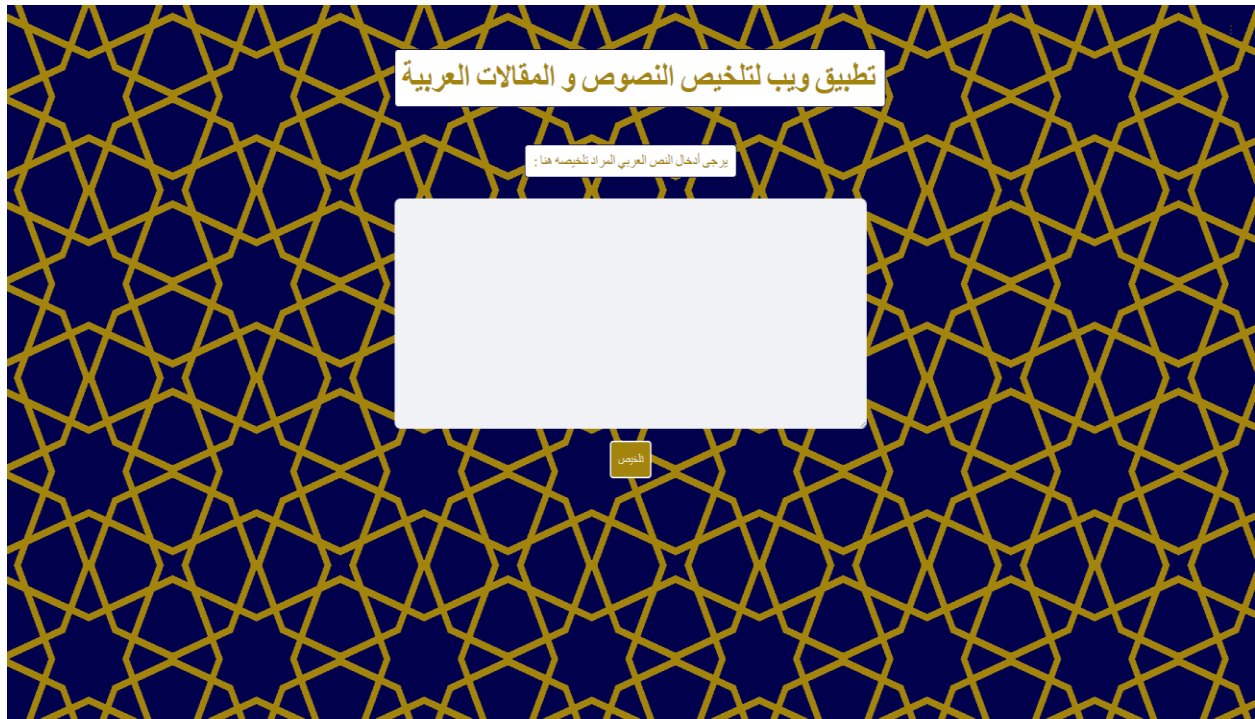 تطبيق ويب لتلخيص النصوص و المقالات العربية
يرجى أدخال النص العربي المراد تلخيصه هنا :
تلخيص